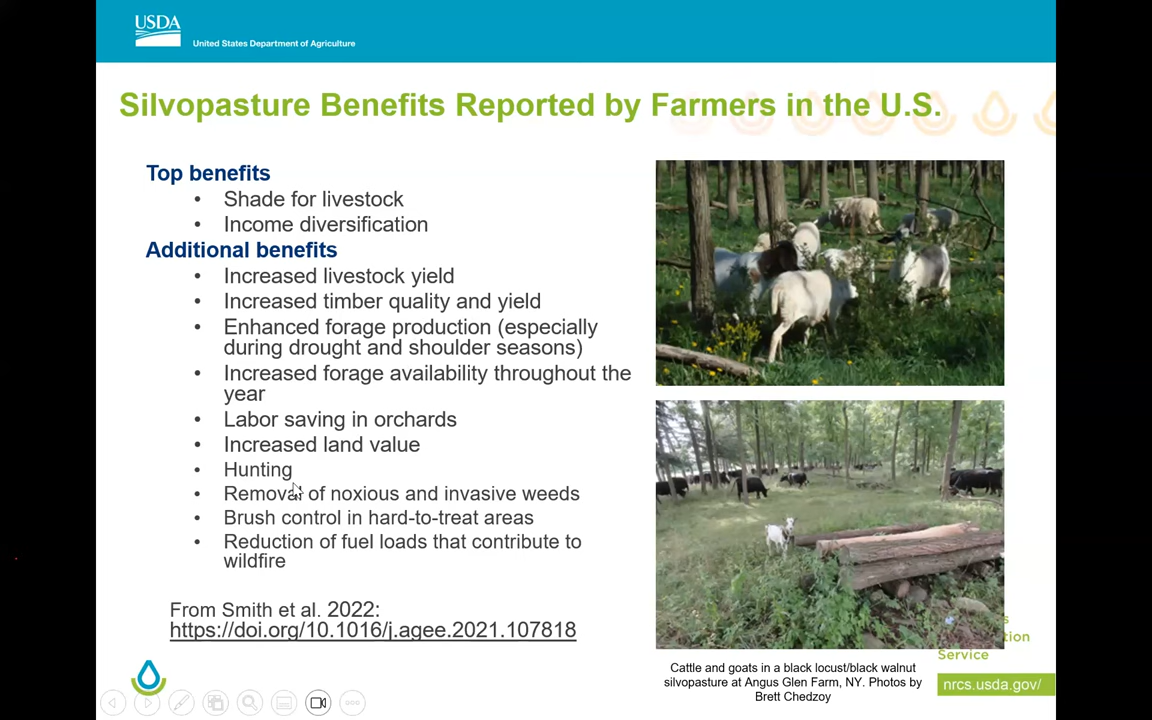 USDA
United States Department of Agriculture
Silvopasture Benefits Reported by Farmers in the U.S.
Top benefits
• Shade for livestock
• Income diversification
Additional benefits
• Increased livestock yield
• Increased timber quality and yield
• Enhanced forage production (especially
during drought and shoulder seasons)
• Increased forage availability throughout the
year
• Labor saving in orchards
• Increased land value
• Hunting
• Removal of noxious and invasive weeds
• Brush control in hard-to-treat areas
• Reduction of fuel loads that contribute to
wildfire
From Smith et al. 2022:
https://doi.org/10.1016/j.agee.2021.107818
Cattle and goats in a black locust/black walnut
silvopasture at Angus Glen Farm, NY. Photos by
Brett Chedzoy
Service
nrcs.usda.gov/